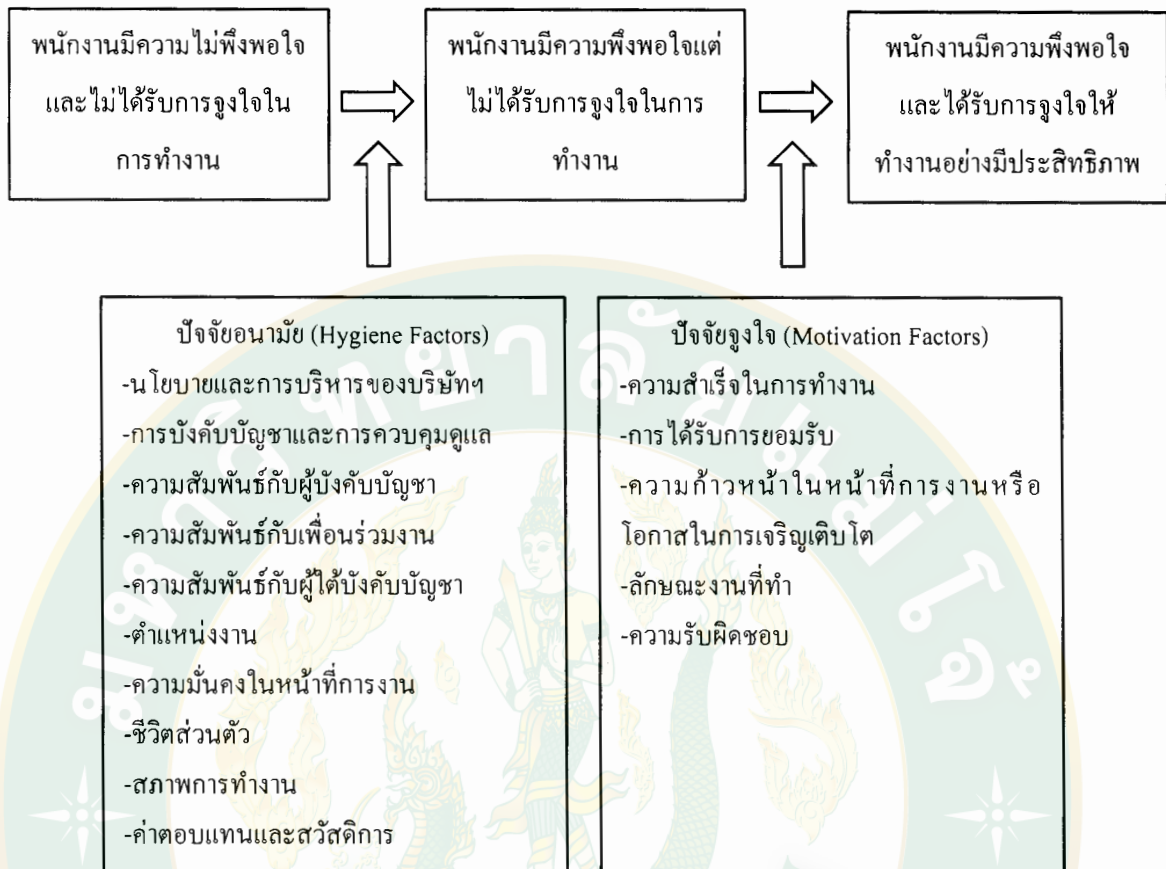 พนักงานมีความไม่พึงพอใจ
และไม่ได้รับการจูงใจใน
การทำงาน
พนักงานมีความพึงพอใจแต่
ไม่ได้รับการจูงใจในการ
ทำงาน
พนักงานมีความพึงพอใจ
และได้รับการจูงใจให้
ทำงานอย่างมีประสิทธิภาพ
ปัจจัยอนามัย (Hygiene Factors)
-นโยบายและการบริหารของบริษัทฯ
-การบังคับบัญชาและการควบคุมดูแล
-ความสัมพันธ์กับผู้บังคับบัญชา
-ความสัมพันธ์กับเพื่อนร่วมงาน
-ความสัมพันธ์กับผู้ใต้บังคับบัญชา
-ตำแหน่งงาน
-ความมั่นคงในหน้าที่การงาน
-ชีวิตส่วนตัว
-สภาพการทำงาน
-ค่าตอบแทนและสวัสดิการ
ปัจจัยจูงใจ (Motivation Factors)
-ความสำเร็จในการทำงาน
-การได้รับการยอมรับ
-ความก้าวหน้าในหน้าที่การงานหรือ
โอกาสในการเจริญเติบโต
-ลักษณะงานที่ทำ
-ความรับผิดชอบ
มหาวิทยาลัยแม่โจ้